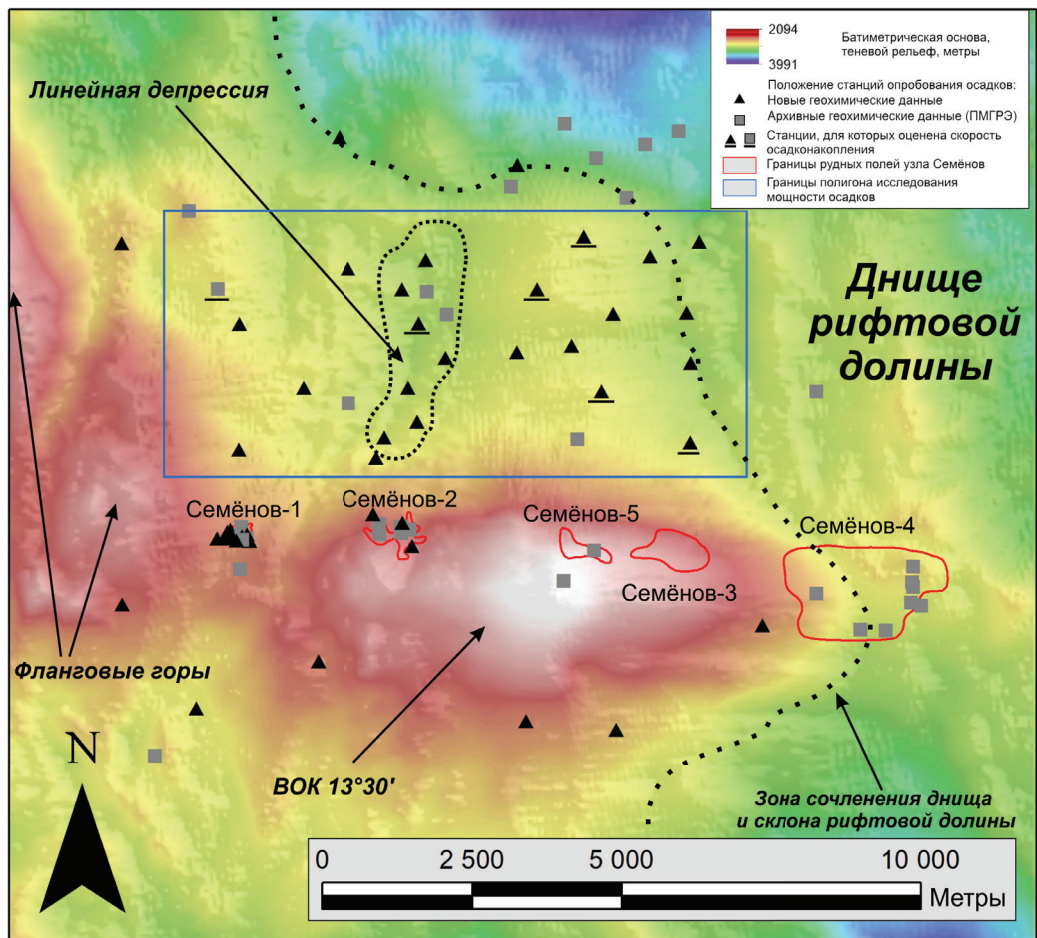 2094
3991
Батиметрическая основа,
теневой рельеф, метры
Положение станций опробования осадков:
Новые геохимические данные
Архивные геохимические данные (ПМГРЭ)
Станции, для которых оценена скорость
осадконакопления
Границы рудных полей узла Семёнов
Границы полигона исследования
мощности осадков
Линейная депрессия
Днище
рифтовой
долины
Семёнов-1
Семёнов-2
Семёнов-5
Семёнов-3
Семёнов-4
Фланговые горы
ВОК 13°30'
Зона сочленения днища
и склона рифтовой долины
N
0
2 500
5 000
10 000
Метры